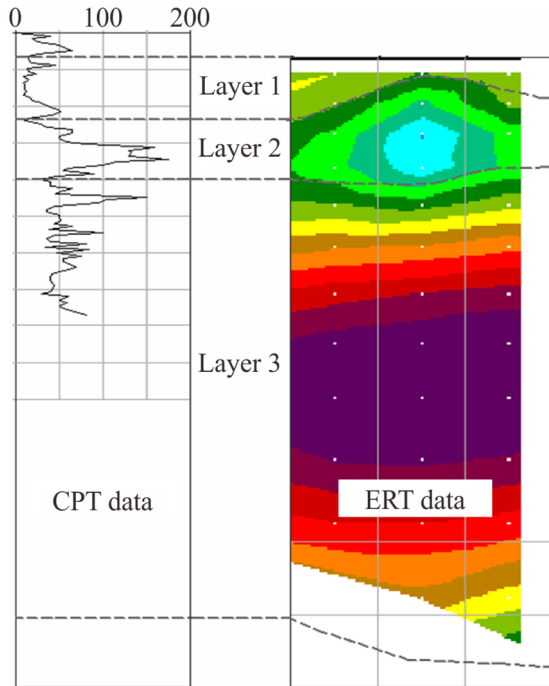 0 100 200
Layer 1
Layer 2
Layer 3
CPT data
ERT data